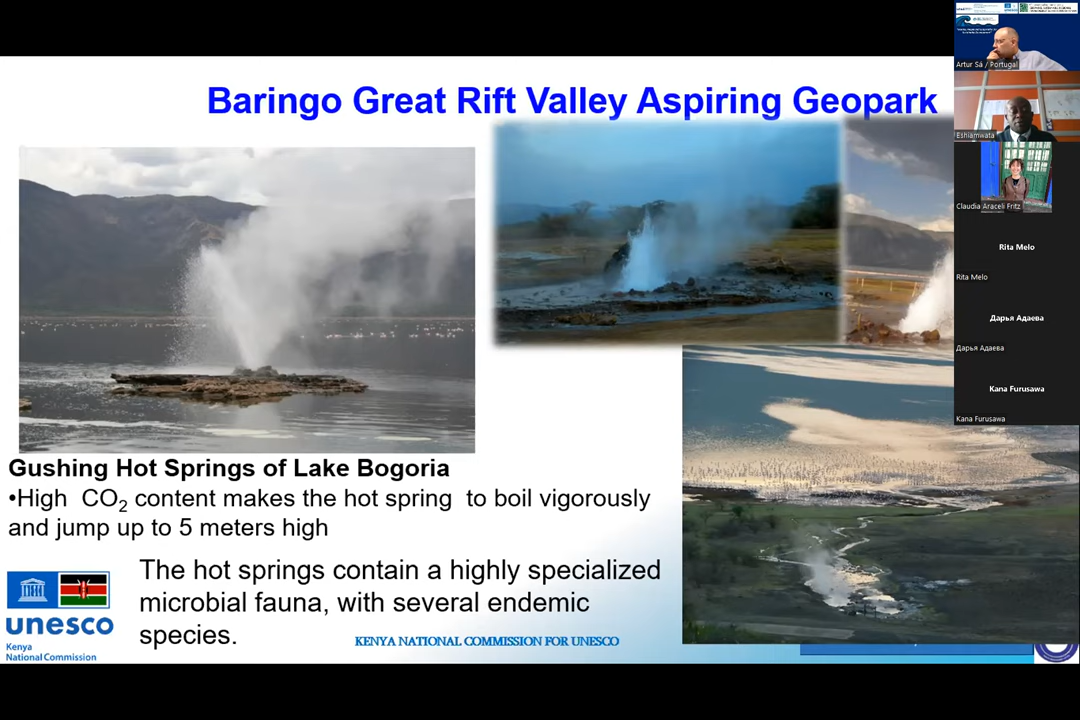 Baringo Great Rift Valley Aspiring Geopark
Gushing Hot Springs of Lake Bogoria
•High CO2 content makes the hot spring to boil vigorously
and jump up to 5 meters high
The hot springs contain a highly specialized
microbial fauna, with several endemic
species.
unesco
Kenya
National Commission
KENYA NATIONAL COMMISSION FOR UNESCO
Artur Sá / Portugal
Eshiamwata
Claudia Araceli Fritz
Rita Melo
Rita Melo
Дарья Адаева
Дарья Адаева
Kana Furusawa
Kana Furusawa